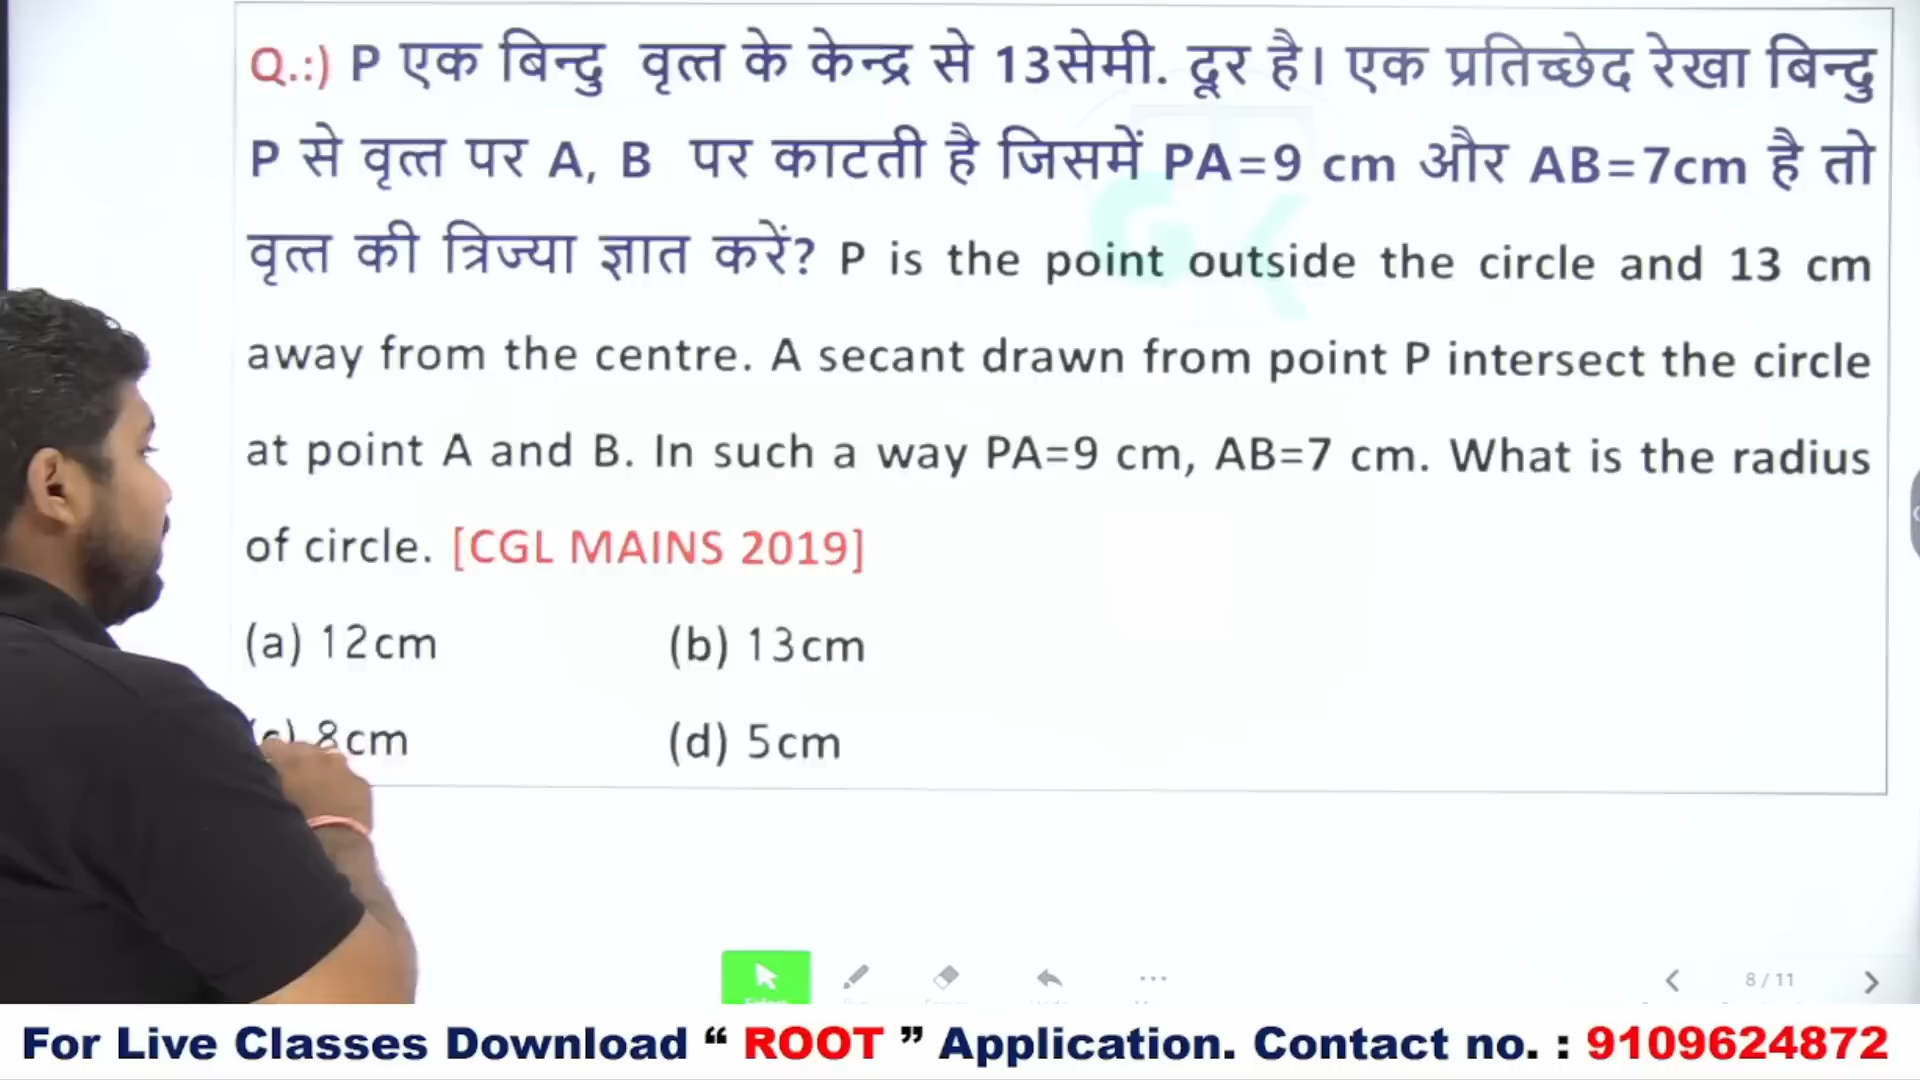 Q.:) P एक बिन्दु वृत्त के केन्द्र से 13सेमी. दूर है। एक प्रतिच्छेद रेखा बिन्दु
P से वृत्त पर A, B पर काटती है जिसमें PA=9 cm और AB=7cm है तो
वृत्त की त्रिज्या ज्ञात करें? P is the point outside the circle and 13 cm
away from the centre. A secant drawn from point P intersect the circle
at point A and B. In such a way PA=9 cm, AB=7 cm. What is the radius
of circle. [CGL MAINS 2019]
(a) 12cm (b) 13cm
(c) 8cm (d) 5cm
8 / 11
For Live Classes Download “ ROOT ” Application. Contact no. : 9109624872